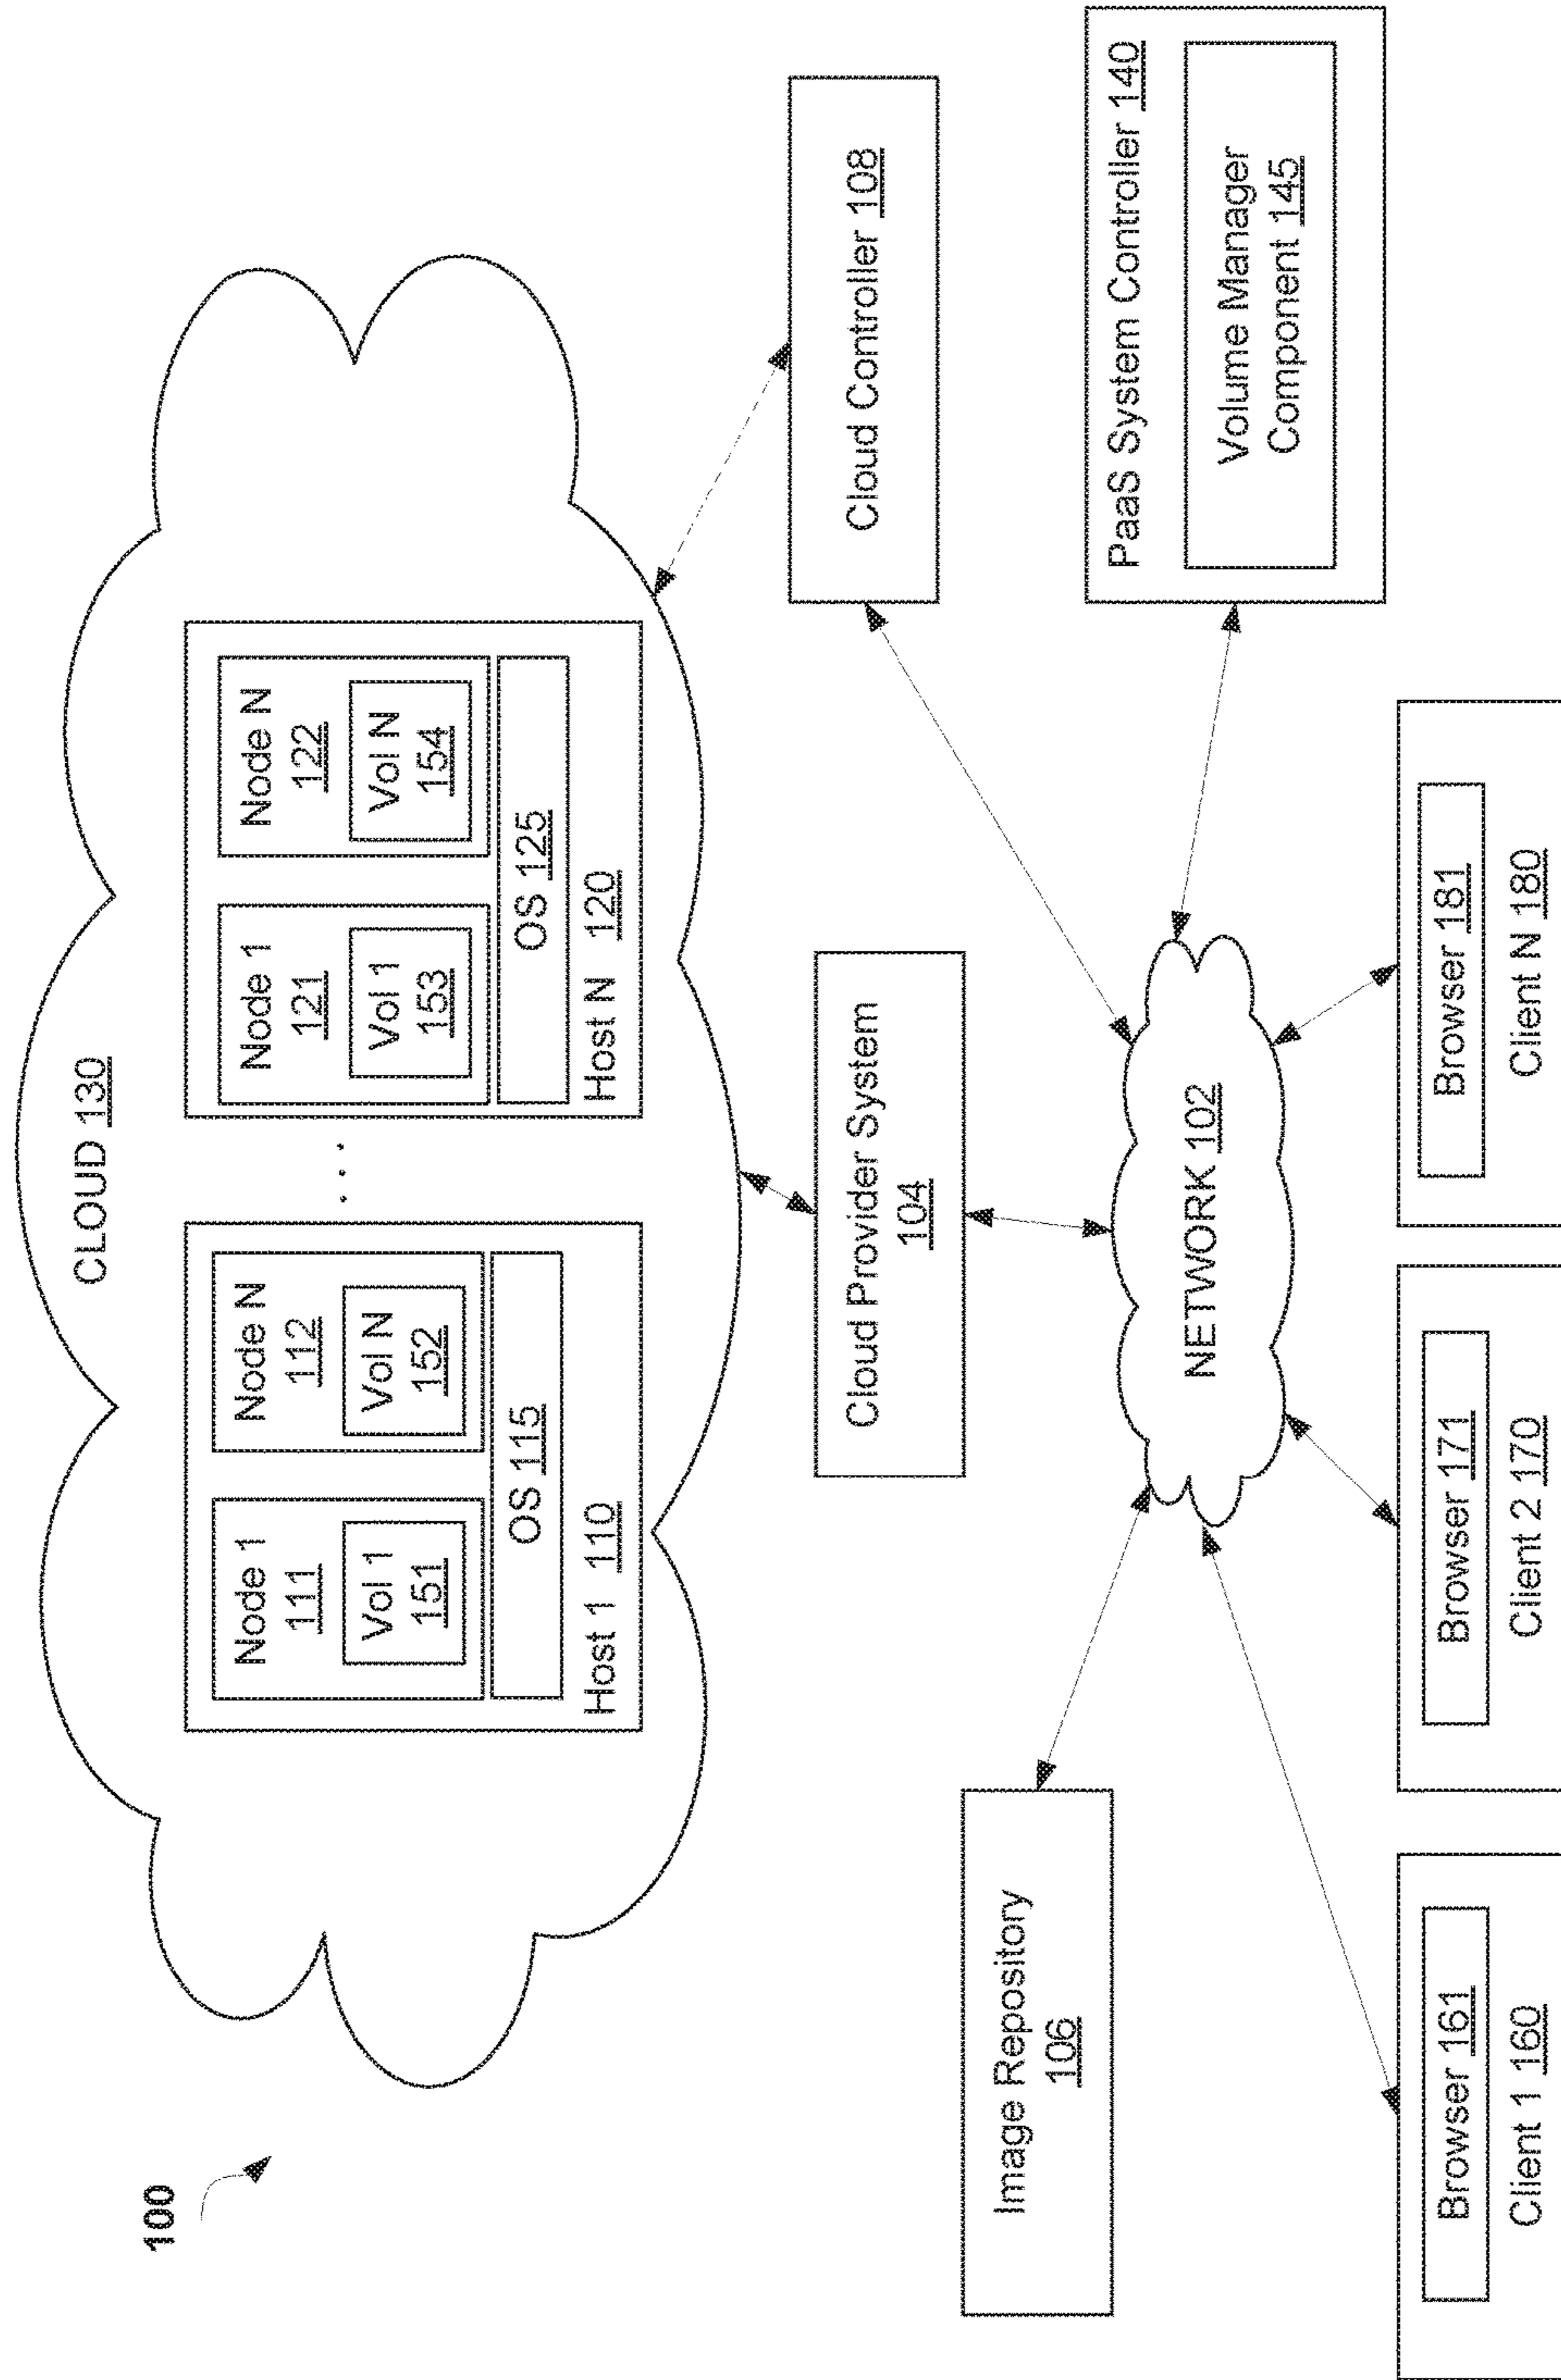 100
CLOUD 130
Node 1
111
Vol 1
151
Node N
112
Vol N
152
OS 115
Host 1 110
. . .
Node 1
121
Vol 1
153
Node N
122
Vol N
154
OS 125
Host N 120
Cloud Provider System
104
Cloud Controller 108
Image Repository
106
NETWORK 102
PaaS System Controller 140
Volume Manager
Component 145
Browser 161
Client 1 160
Browser 171
Client 2 170
Browser 181
Client N 180